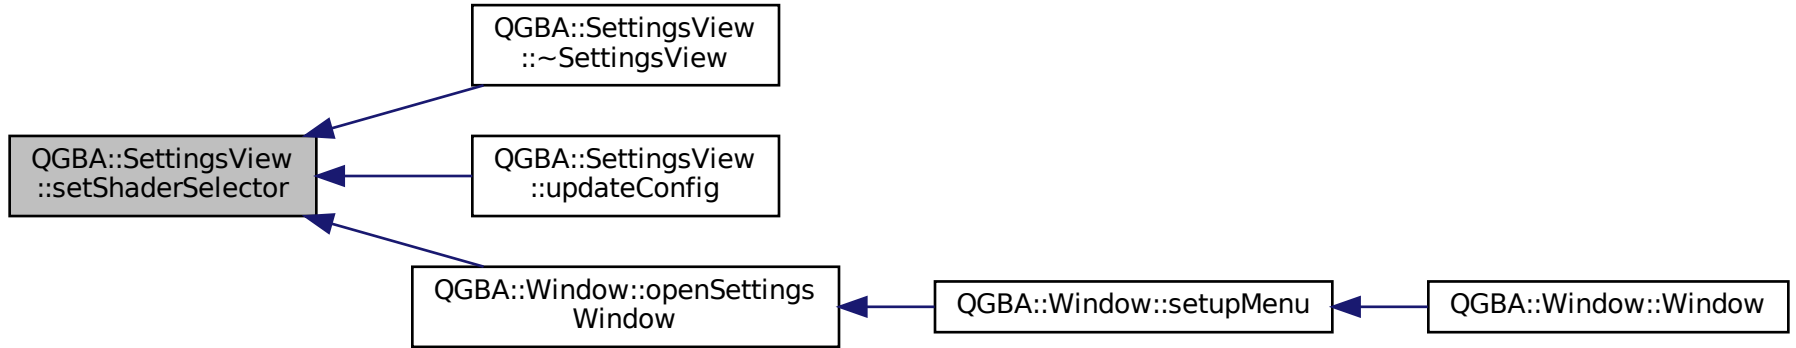 QGBA::SettingsView
::~SettingsView
QGBA::SettingsView
::setShaderSelector
QGBA::SettingsView
::updateConfig
QGBA::Window::openSettings
Window
QGBA::Window::setupMenu
QGBA::Window::Window